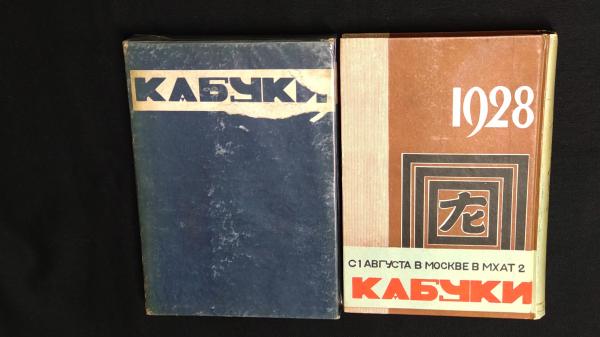 КАБУКИ
1928
左
С 1 АВГУСТА В МОСКВЕ В МХАТ 2
КАБУКИ